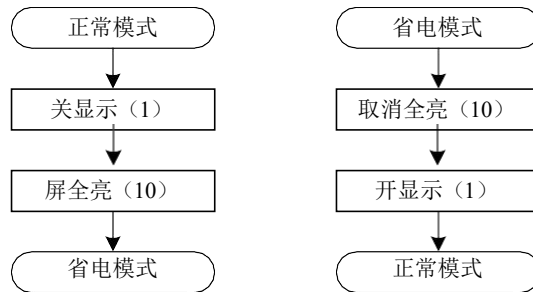 正常模式
关显示（1）
屏全亮（10）
省电模式
省电模式
取消全亮（10）
开显示（1）
正常模式